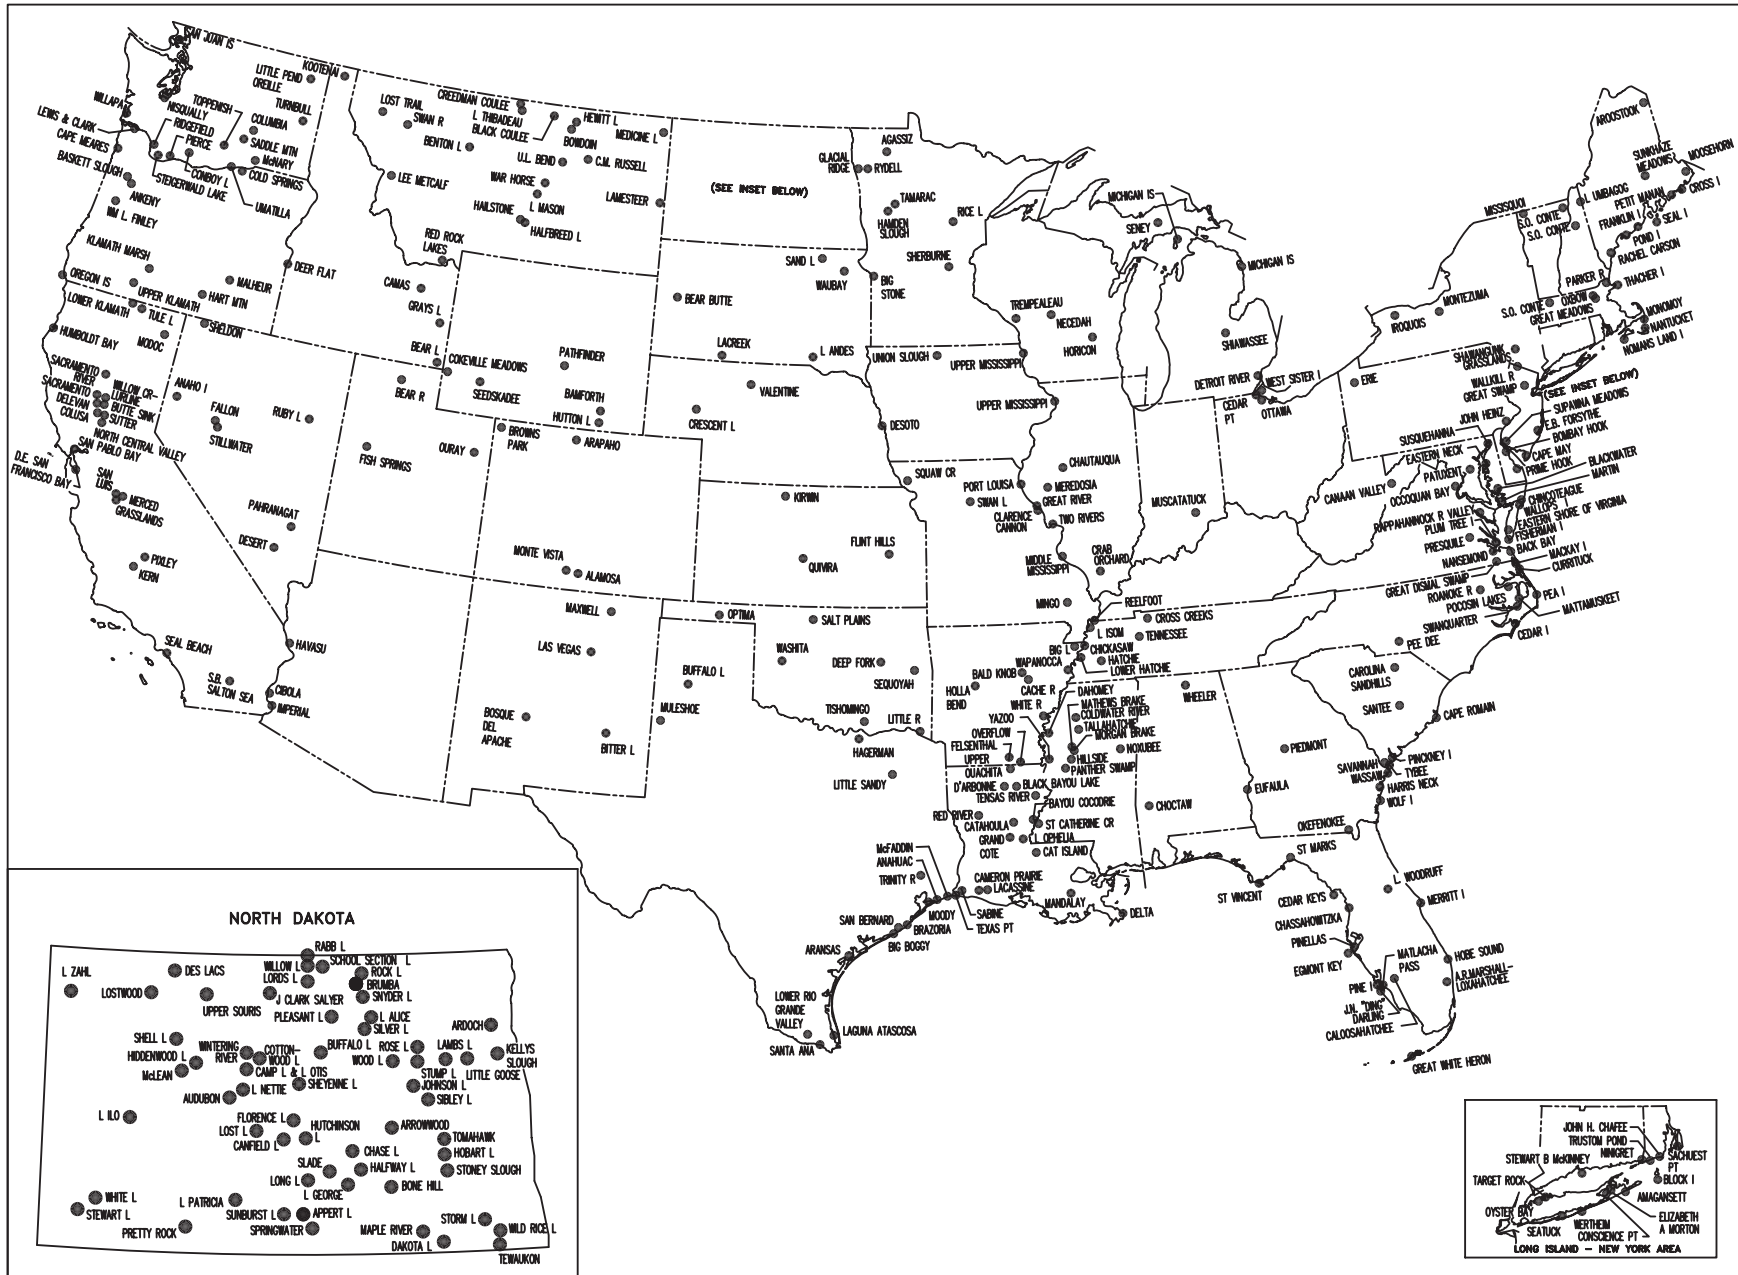 SAN JUAN IS
LITTLE PEND
OREILLE
KOOTENAI
TURNBULL
WILLAPA
NISQUALLY
TOPPENISH
COLUMBIA
LEWIS & CLARK
RIDGEFIELD
PIERCE
SADDLE MTN
CAPE MEARES
McNARY
BASKETT SLOUGH
CONBOY L
COLD SPRINGS
STEIGERWALD LAKE
ANKENY
UMATILLA
WM L. FINLEY
KLAMATH MARSH
OREGON IS
DEER FLAT
MALHEUR
UPPER KLAMATH
HART MTN
LOWER KLAMATH
TULE L
SHELDON
HUMBOLDT BAY
MODOC
SACRAMENTO
RIVER
WILLOW CR-
LURLINE
SACRAMENTO
DELEVAN
BUTTE SINK
COLUSA
SUTTER
NORTH CENTRAL VALLEY
SAN PABLO BAY
D.E. SAN
FRANCISCO BAY
SAN
LUIS
MERCED
GRASSLANDS
PIXLEY
KERN
SEAL BEACH
S.B.
SALTON SEA
HAVASU
CIBOLA
IMPERIAL
ANAHO I
FALLON
STILLWATER
RUBY L
PAHRANAGAT
DESERT
LOST TRAIL
SWAN R
CREEDMAN COULEE
L THIBADEAU
BLACK COULEE
HEWITT L
BOWDOIN
MEDICINE L
BENTON L
U.L. BEND
C.M. RUSSELL
LEE METCALF
WAR HORSE
L MASON
LAMESTEER
HAILSTONE
HALFBREED L
RED ROCK
LAKES
CAMAS
GRAYS L
BEAR L
COKEVILLE MEADOWS
PATHFINDER
BEAR R
SEEDSKADEE
BAMFORTH
HUTTON L
FISH SPRINGS
OURAY
BROWNS
PARK
ARAPAHO
MONTE VISTA
ALAMOSA
MAXWELL
LAS VEGAS
BOSQUE
DEL
APACHE
BITTER L
BUFFALO L
MULESHOE
(SEE INSET BELOW)
SAND L
WAUBAY
BIG
STONE
BEAR BUTTE
LACREEK
L ANDES
VALENTINE
CRESCENT L
DESOTO
KIRWIN
FLINT HILLS
QUIVIRA
OPTIMA
SALT PLAINS
WASHITA
DEEP FORK
SEQUOYAH
TISHOMINGO
LITTLE R
HAGERMAN
LITTLE SANDY
AGASSIZ
GLACIAL
RIDGE
RYDELL
TAMARAC
HAMDEN
SLOUGH
RICE L
SHERBURNE
MICHIGAN IS
SENEY
MICHIGAN IS
TREMPEALEAU
NECEDAH
HORICON
UNION SLOUGH
UPPER MISSISSIPPI
UPPER MISSISSIPPI
SHIAWASSEE
DETROIT RIVER
WEST SISTER I
CEDAR
PT
OTTAWA
SQUAW CR
CHAUTAUQUA
PORT LOUISA
MEREDOSIA
SWAN L
GREAT RIVER
CLARENCE
CANNON
TWO RIVERS
MUSCATATUCK
MIDDLE
MISSISSIPPI
CRAB
ORCHARD
MINGO
REELFOOT
CROSS CREEKS
L ISOM
TENNESSEE
BIG L
CHICKASAW
HATCHIE
WAPANOCCA
LOWER HATCHIE
BALD KNOB
HOLLA
BEND
CACHE R
DAHOMEY
WHITE R
MATHEWS BRAKE
COLDWATER RIVER
YAZOO
TALLAHATCHIE
OVERFLOW
MORGAN BRAKE
FELSENTHAL
NOXUBEE
UPPER
OUACHITA
HILLSIDE
PANTHER SWAMP
D'ARBONNE
BLACK BAYOU LAKE
TENSAS RIVER
BAYOU COCODRIE
RED RIVER
CATAHOULA
ST CATHERINE CR
GRAND
COTE
L OPHELIA
CAT ISLAND
CHOCTAW
WHEELER
EUFAULA
PIEDMONT
McFADDIN
ANAHUAC
TRINITY R
CAMERON PRAIRIE
LACASSINE
MANDALAY
DELTA
MOODY
SABINE
TEXAS PT
SAN BERNARD
BRAZORIA
BIG BOGGY
ARANSAS
LOWER RIO
GRANDE
VALLEY
LAGUNA ATASCOSA
SANTA ANA
AROOSTOOK
SUNKHAZE
MEADOWS
MOOSEHORN
L UMBAGOG
PETIT MANAN
CROSS I
MISSISQUOI
S.O. CONTE
S.O. CONTE
FRANKLIN I
SEAL I
POND I
RACHEL CARSON
PARKER R
THACHER I
MONTEZUMA
IROQUOIS
S.O. CONTE
OXBOW
GREAT MEADOWS
MONOMOY
NANTUCKET
NOMANS LAND I
SHAWANGUNK
GRASSLANDS
WALLKILL R
GREAT SWAMP
(SEE INSET BELOW)
ERIE
JOHN HEINZ
SUPAWNA MEADOWS
E.B. FORSYTHE
SUSQUEHANNA
BOMBAY HOOK
EASTERN NECK
CAPE MAY
PRIME HOOK
BLACKWATER
MARTIN
PATUXENT
CANAAN VALLEY
OCCOQUAN BAY
CHINCOTEAGUE
WALLOPS I
RAPPAHANNOCK R VALLEY
EASTERN SHORE OF VIRGINIA
PLUM TREE I
FISHERMAN I
PRESQUILE
BACK BAY
NANSEMOND
MACKAY I
CURRITUCK
GREAT DISMAL SWAMP
ROANOKE R
PEA I
POCOSIN LAKES
MATTAMUSKEET
SWANQUARTER
CEDAR I
PEE DEE
CAROLINA
SANDHILLS
SANTEE
CAPE ROMAIN
SAVANNAH
PINCKNEY I
WASSAW
TYBEE
HARRIS NECK
WOLF I
OKEFENOKEE
ST MARKS
ST VINCENT
L. WOODRUFF
CEDAR KEYS
MERRITT I
CHASSAHOWITZKA
PINELLAS
EGMONT KEY
MATLACHA
PASS
HOBE SOUND
A.R.MARSHALL-
LOXAHATCHEE
PINE I
J.N. "DING"
DARLING
CALOOSAHATCHEE
GREAT WHITE HERON
NORTH DAKOTA
RABB L
L ZAHL
DES LACS
WILLOW L
SCHOOL SECTION L
LORDS L
ROCK L
BRUMBA
LOSTWOOD
J CLARK SALYER
SNYDER L
UPPER SOURIS
PLEASANT L
L ALICE
SILVER L
ARDOCH
SHELL L
WINTERING
RIVER
COTTON-
WOOD L
BUFFALO L
ROSE L
LAMBS L
KELLYS
SLOUGH
HIDDENWOOD L
WOOD L
McLEAN
CAMP L & L OTIS
STUMP L
LITTLE GOOSE
L NETTIE
SHEYENNE L
JOHNSON L
AUDUBON
SIBLEY L
L ILO
FLORENCE L
HUTCHINSON
L
ARROWWOOD
LOST L
CANFIELD L
TOMAHAWK
CHASE L
HOBART L
SLADE
HALFWAY L
STONEY SLOUGH
LONG L
L GEORGE
BONE HILL
WHITE L
L PATRICIA
STEWART L
SUNBURST L
APPERT L
STORM L
PRETTY ROCK
SPRINGWATER
MAPLE RIVER
WILD RICE L
DAKOTA L
TEWAUKON
JOHN H. CHAFEE
TRUSTOM POND
NINIGRET
STEWART B McKINNEY
SACHUEST
PT
TARGET ROCK
BLOCK I
AMAGANSETT
OYSTER BAY
ELIZABETH
A MORTON
SEATUCK
WERTHEIM
CONSCIENCE PT
LONG ISLAND - NEW YORK AREA